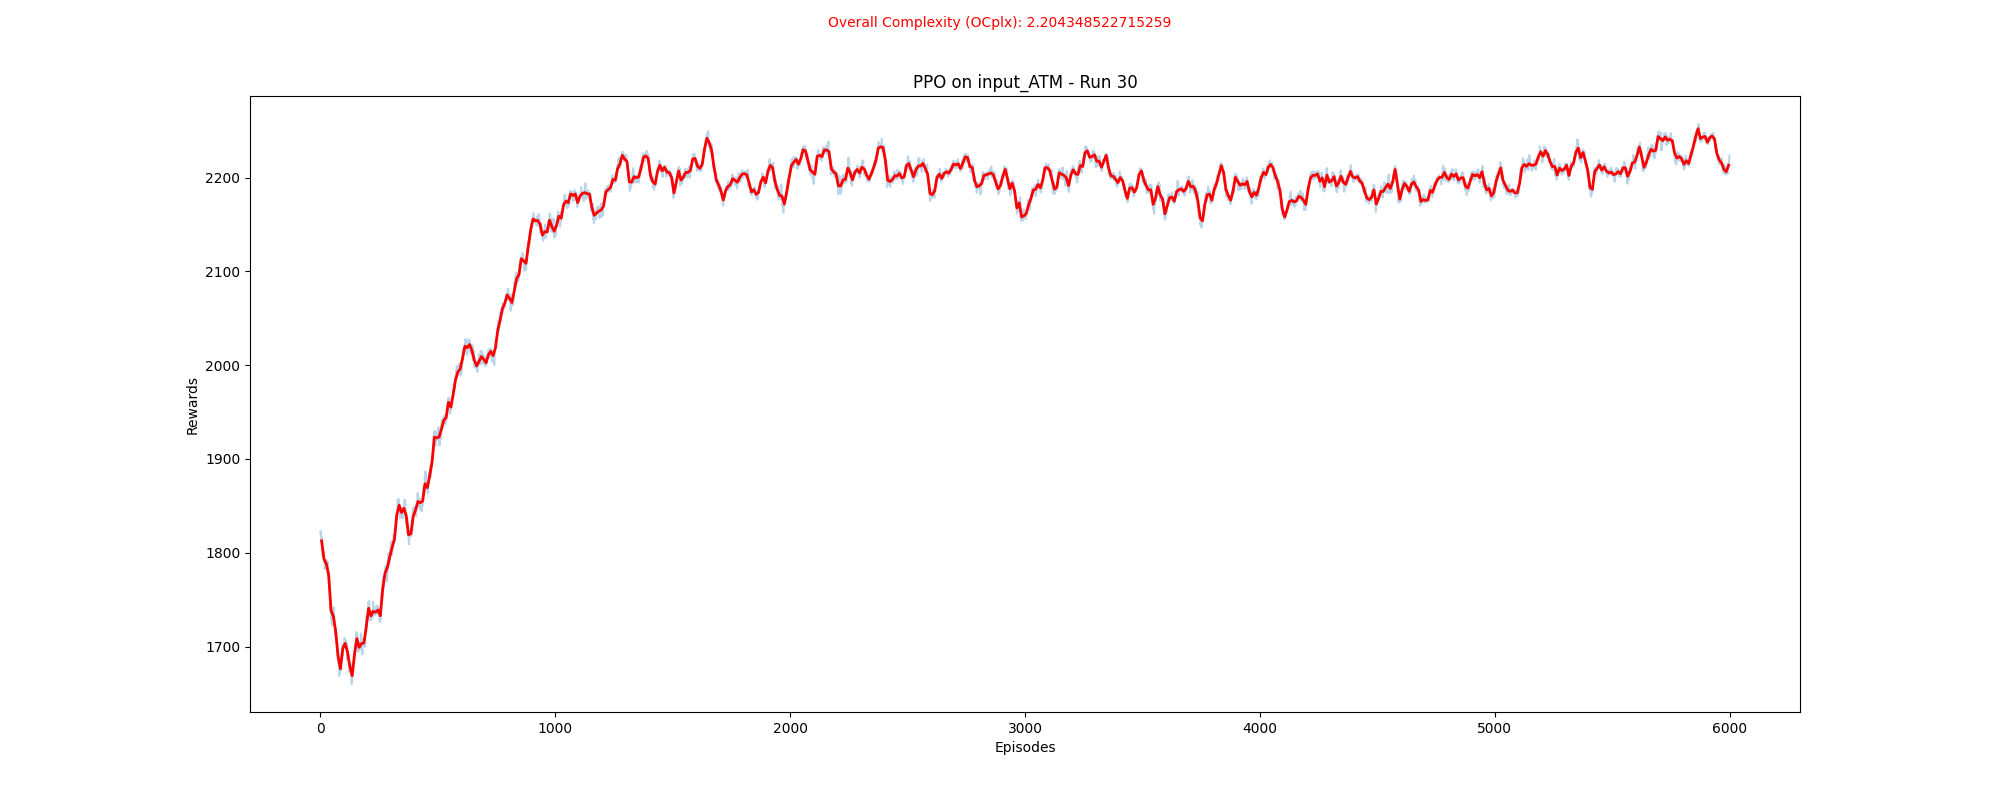 Overall Complexity (OCplx): 2.204348522715259
PPO on input_ATM - Run 30
2200
2100
2000
1900
1800
1700
Rewards
0 1000 2000 3000 4000 5000 6000
Episodes